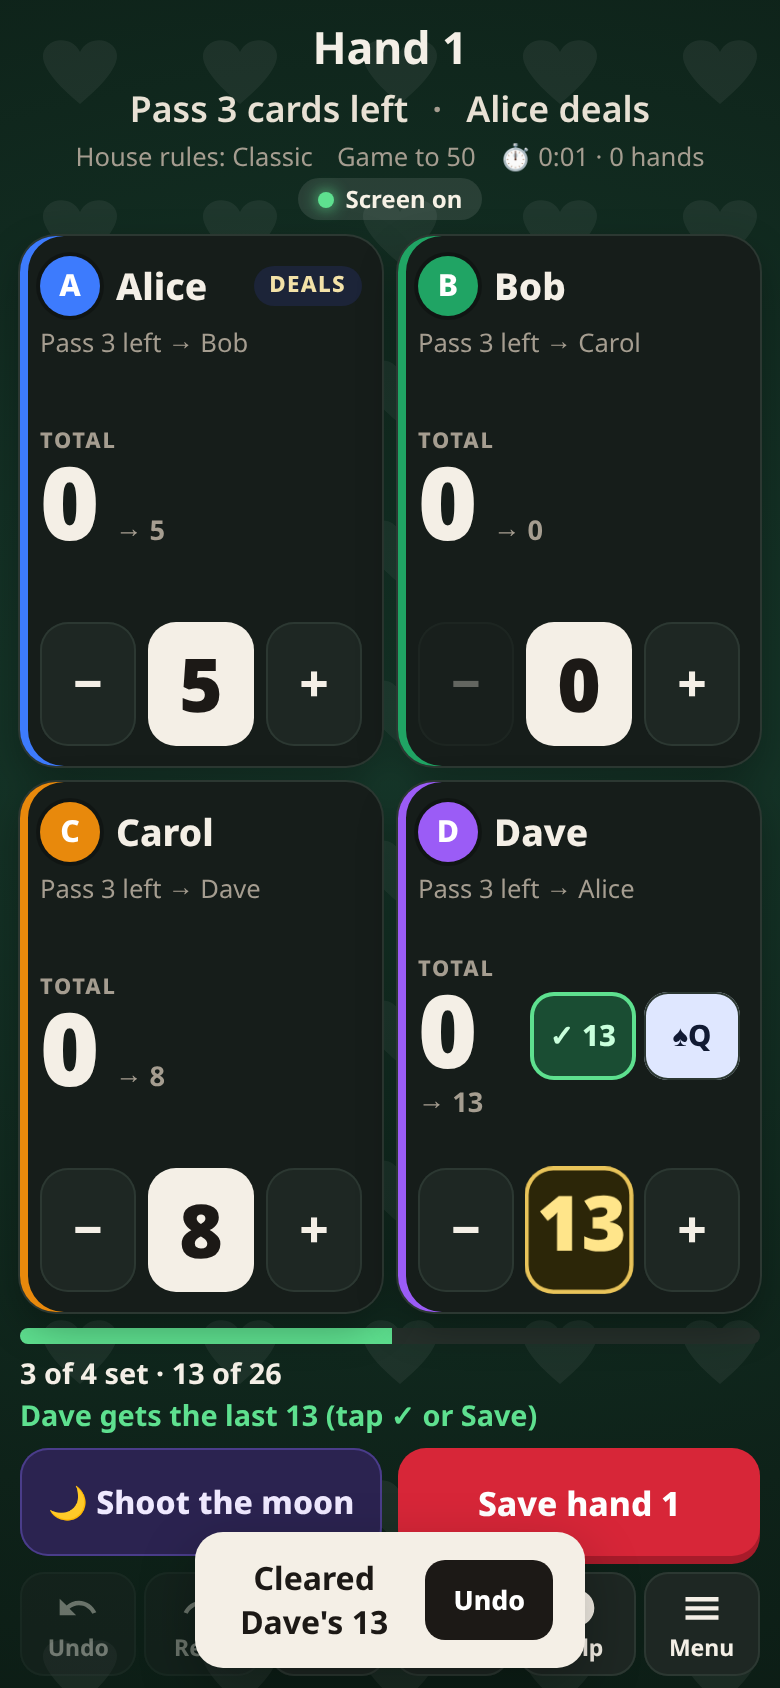 Hand 1
Pass 3 cards left · Alice deals
House rules: Classic Game to 50 ⏱ 0:01 · 0 hands
Screen on
A Alice DEALS
Pass 3 left → Bob
TOTAL
0 → 5
− 5 +
B Bob
Pass 3 left → Carol
TOTAL
0 → 0
− 0 +
C Carol
Pass 3 left → Dave
TOTAL
0 → 8
− 8 +
D Dave
Pass 3 left → Alice
TOTAL
0 ✓ 13 ♠Q
→ 13
− 13 +
3 of 4 set · 13 of 26
Dave gets the last 13 (tap ✓ or Save)
🌙 Shoot the moon
Save hand 1
Cleared
Dave's 13
Undo
Undo
Menu